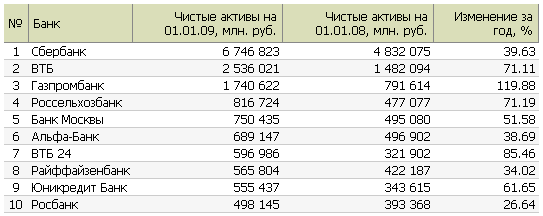 № Банк Чистые активы на 01.01.09, млн. руб. Чистые активы на 01.01.08, млн. руб. Изменение за год, %
1 Сбербанк 6 746 823 4 832 075 39.63
2 ВТБ 2 536 021 1 482 094 71.11
3 Газпромбанк 1 740 622 791 614 119.88
4 Россельхозбанк 816 724 477 077 71.19
5 Банк Москвы 750 435 495 080 51.58
6 Альфа-Банк 689 147 496 902 38.69
7 ВТБ 24 596 986 321 902 85.46
8 Райффайзенбанк 565 804 422 187 34.02
9 Юникредит Банк 555 437 343 615 61.65
10 Росбанк 498 145 393 368 26.64